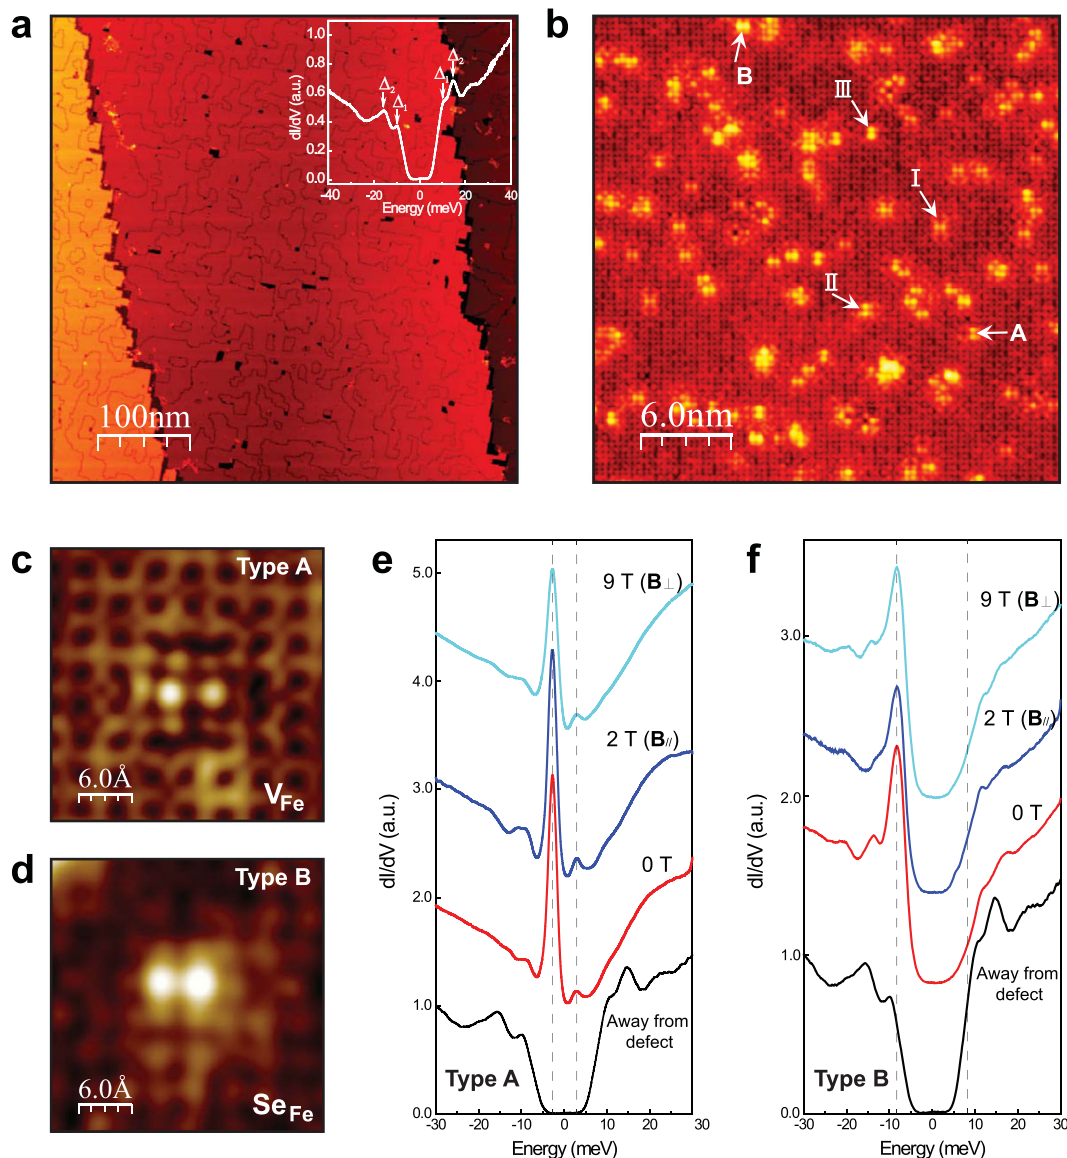 a
1.0
0.8
0.6
0.4
0.2
0.0
dI/dV (a.u.)
Δ2
Δ1
Δ1
Δ2
-40
-20
0
20
40
Energy (meV)
100nm
b
B
III
I
II
A
6.0nm
c
Type A
6.0Å
VFe
d
Type B
6.0Å
SeFe
e
5.0
4.0
3.0
2.0
1.0
0.0
dI/dV (a.u.)
9 T (B⊥)
2 T (B//)
0 T
Away from
defect
Type A
-30
-20
-10
0
10
20
30
Energy (meV)
f
3.0
2.0
1.0
0.0
dI/dV (a.u.)
9 T (B⊥)
2 T (B//)
0 T
Away from
defect
Type B
-30
-20
-10
0
10
20
30
Energy (meV)